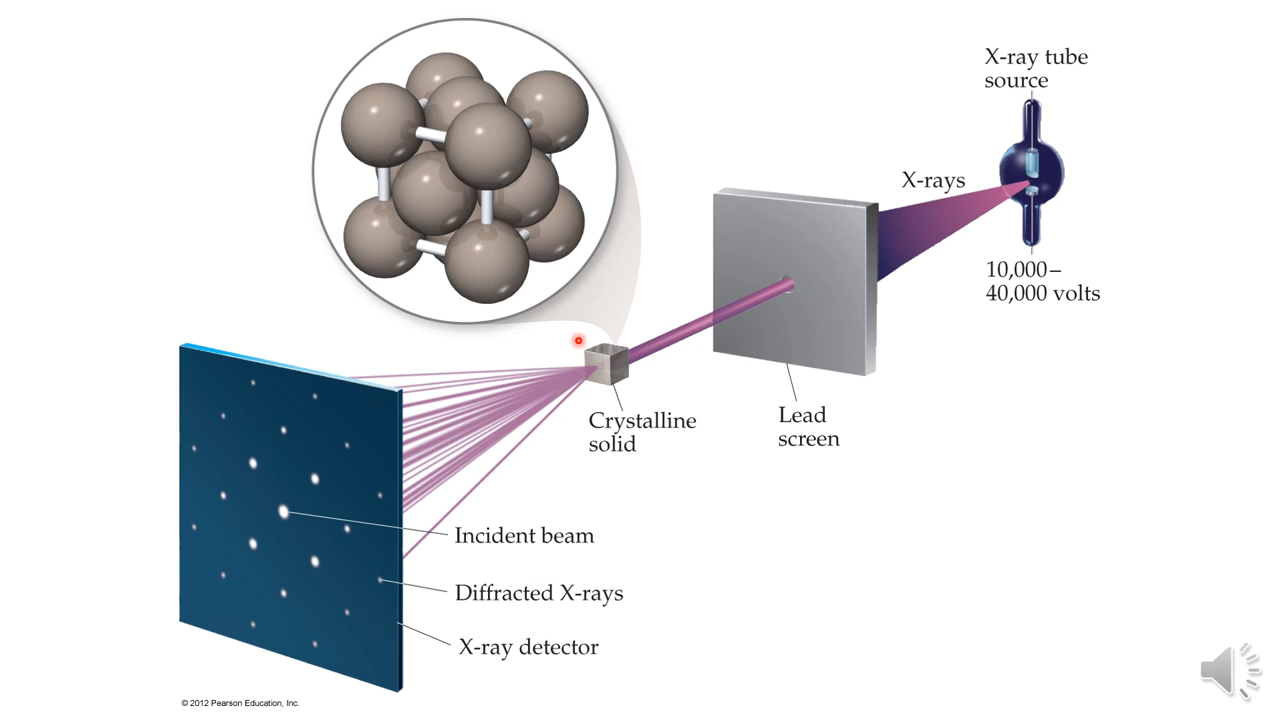 X-ray tube
source
X-rays
10,000–
40,000 volts
Crystalline
solid
Lead
screen
Incident beam
Diffracted X-rays
X-ray detector
© 2012 Pearson Education, Inc.